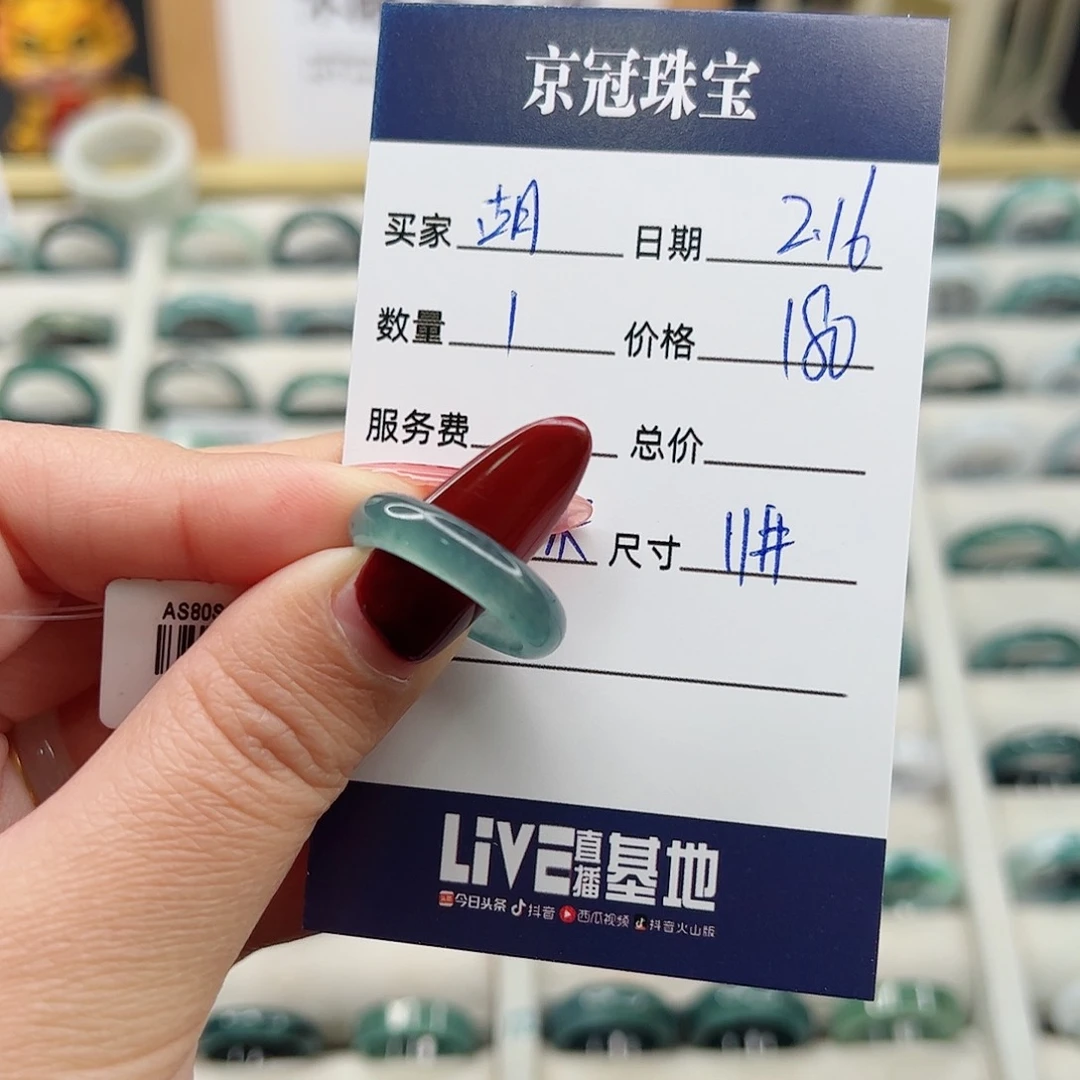 京冠珠宝
买家 胡 日期 2.16
数量 1 价格 180
服务费 总价
尺寸 11#
AS80S
LiVE直播基地
今日头条 抖音 西瓜视频 抖音火山版